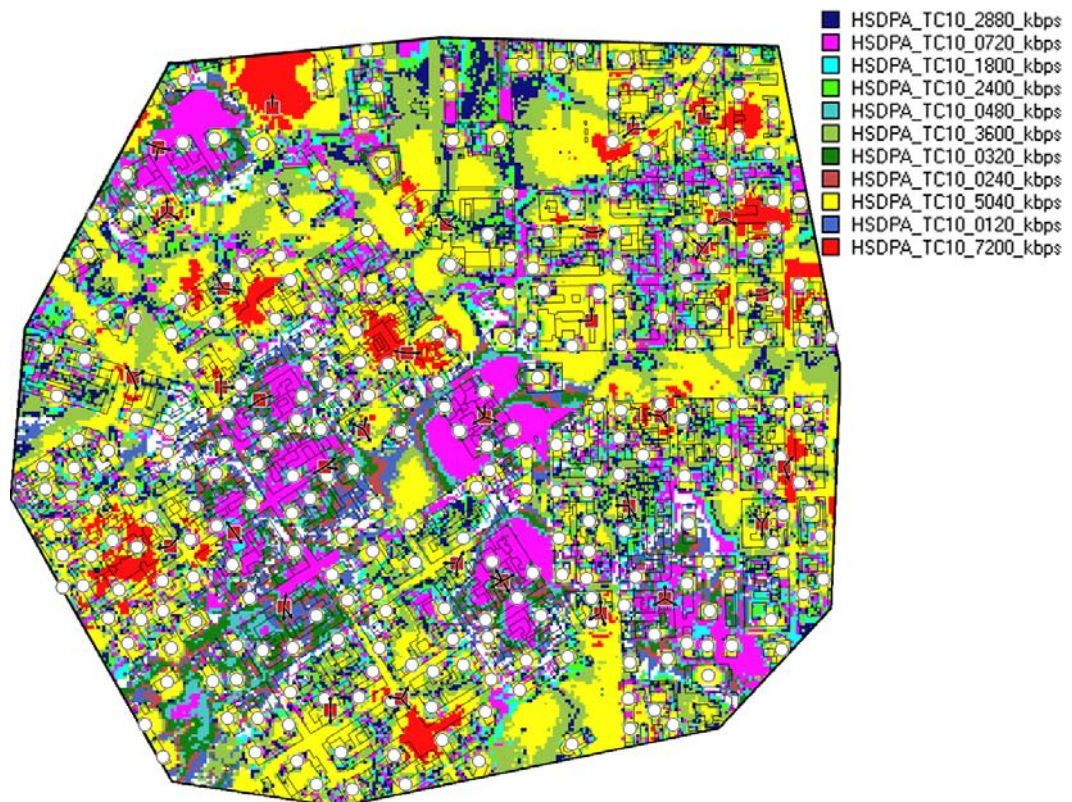 HSDPA_TC10_2880_kbps
HSDPA_TC10_0720_kbps
HSDPA_TC10_1800_kbps
HSDPA_TC10_2400_kbps
HSDPA_TC10_0480_kbps
HSDPA_TC10_3600_kbps
HSDPA_TC10_0320_kbps
HSDPA_TC10_0240_kbps
HSDPA_TC10_5040_kbps
HSDPA_TC10_0120_kbps
HSDPA_TC10_7200_kbps